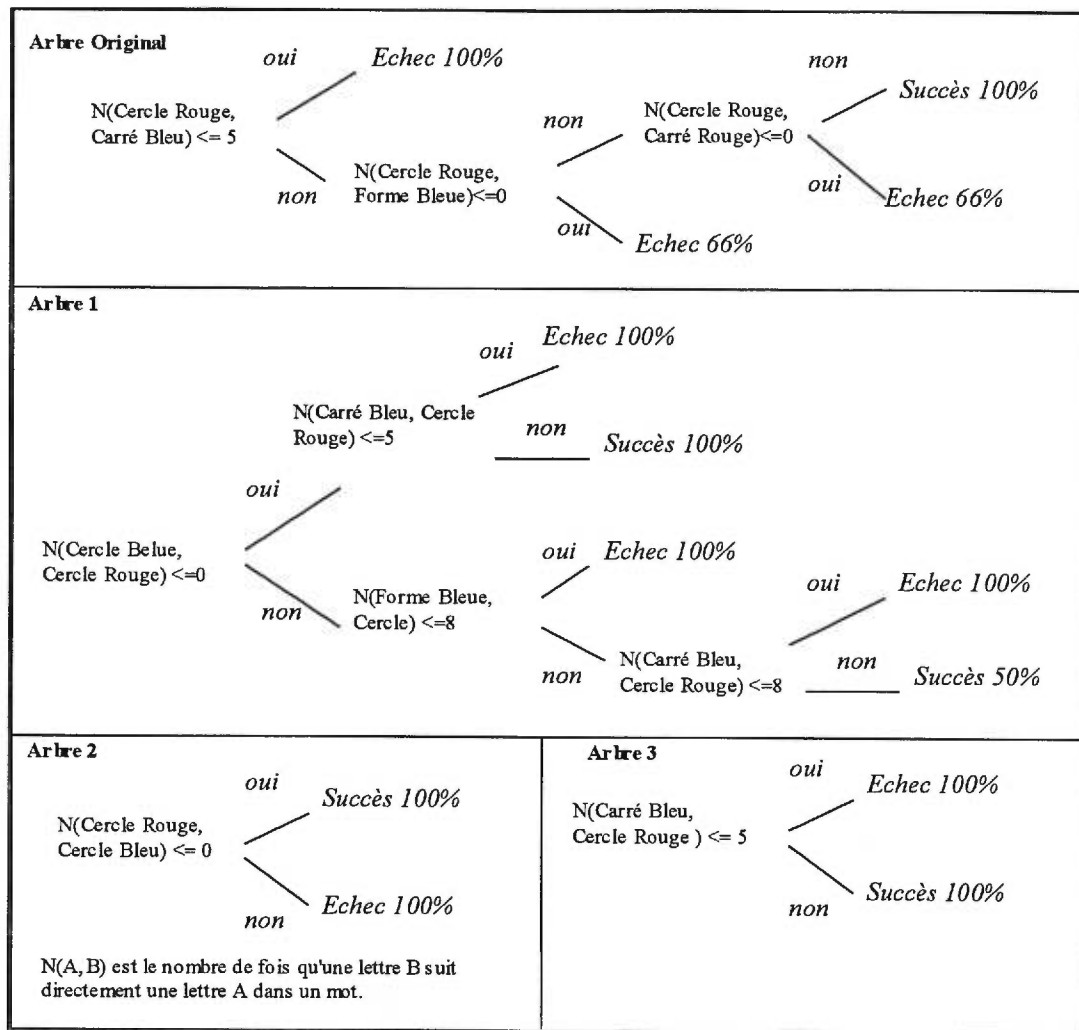 Arbre Original
oui
Echec 100%
N(Cercle Rouge,
Carré Bleu) <= 5
non
N(Cercle Rouge,
Forme Bleue)<=0
non
N(Cercle Rouge,
Carré Rouge)<=0
non
Succès 100%
oui
Echec 66%
oui
Echec 66%
Arbre 1
oui
Echec 100%
N(Carré Bleu, Cercle
Rouge) <=5
non
Succès 100%
oui
N(Cercle Belue,
Cercle Rouge) <=0
non
N(Forme Bleue,
Cercle) <=8
oui
Echec 100%
non
N(Carré Bleu,
Cercle Rouge) <=8
oui
Echec 100%
non
Succès 50%
Arbre 2
oui
Succès 100%
N(Cercle Rouge,
Cercle Bleu) <= 0
non
Echec 100%
N(A, B) est le nombre de fois qu'une lettre B suit
directement une lettre A dans un mot.
Arbre 3
oui
Echec 100%
N(Carré Bleu,
Cercle Rouge ) <= 5
non
Succès 100%